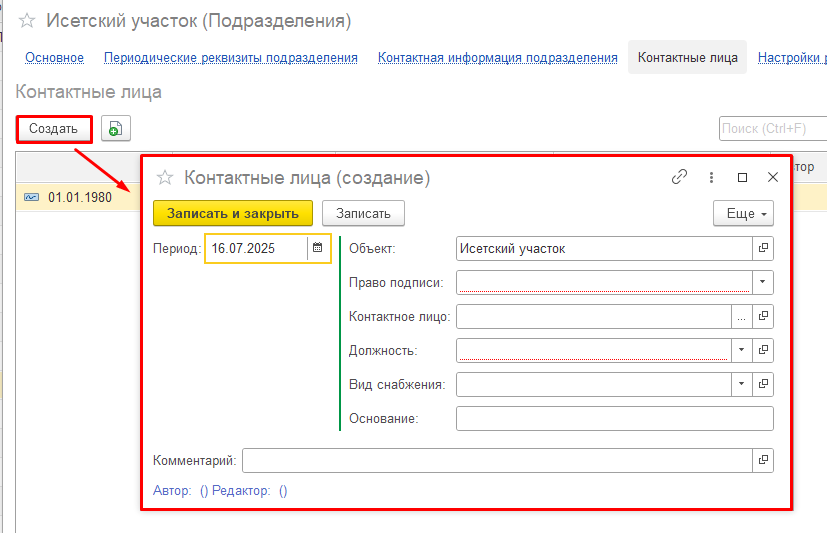 Исетский участок (Подразделения)
Основное Периодические реквизиты подразделения Контактная информация подразделения Контактные лица Настройки р
Контактные лица
Создать Поиск (Ctrl+F)
тор
01.01.1980
Контактные лица (создание)
Записать и закрыть Записать Еще
Период: 16.07.2025 Объект: Исетский участок
Право подписи:
Контактное лицо: ...
Должность:
Вид снабжения:
Основание:
Комментарий:
Автор: () Редактор: ()